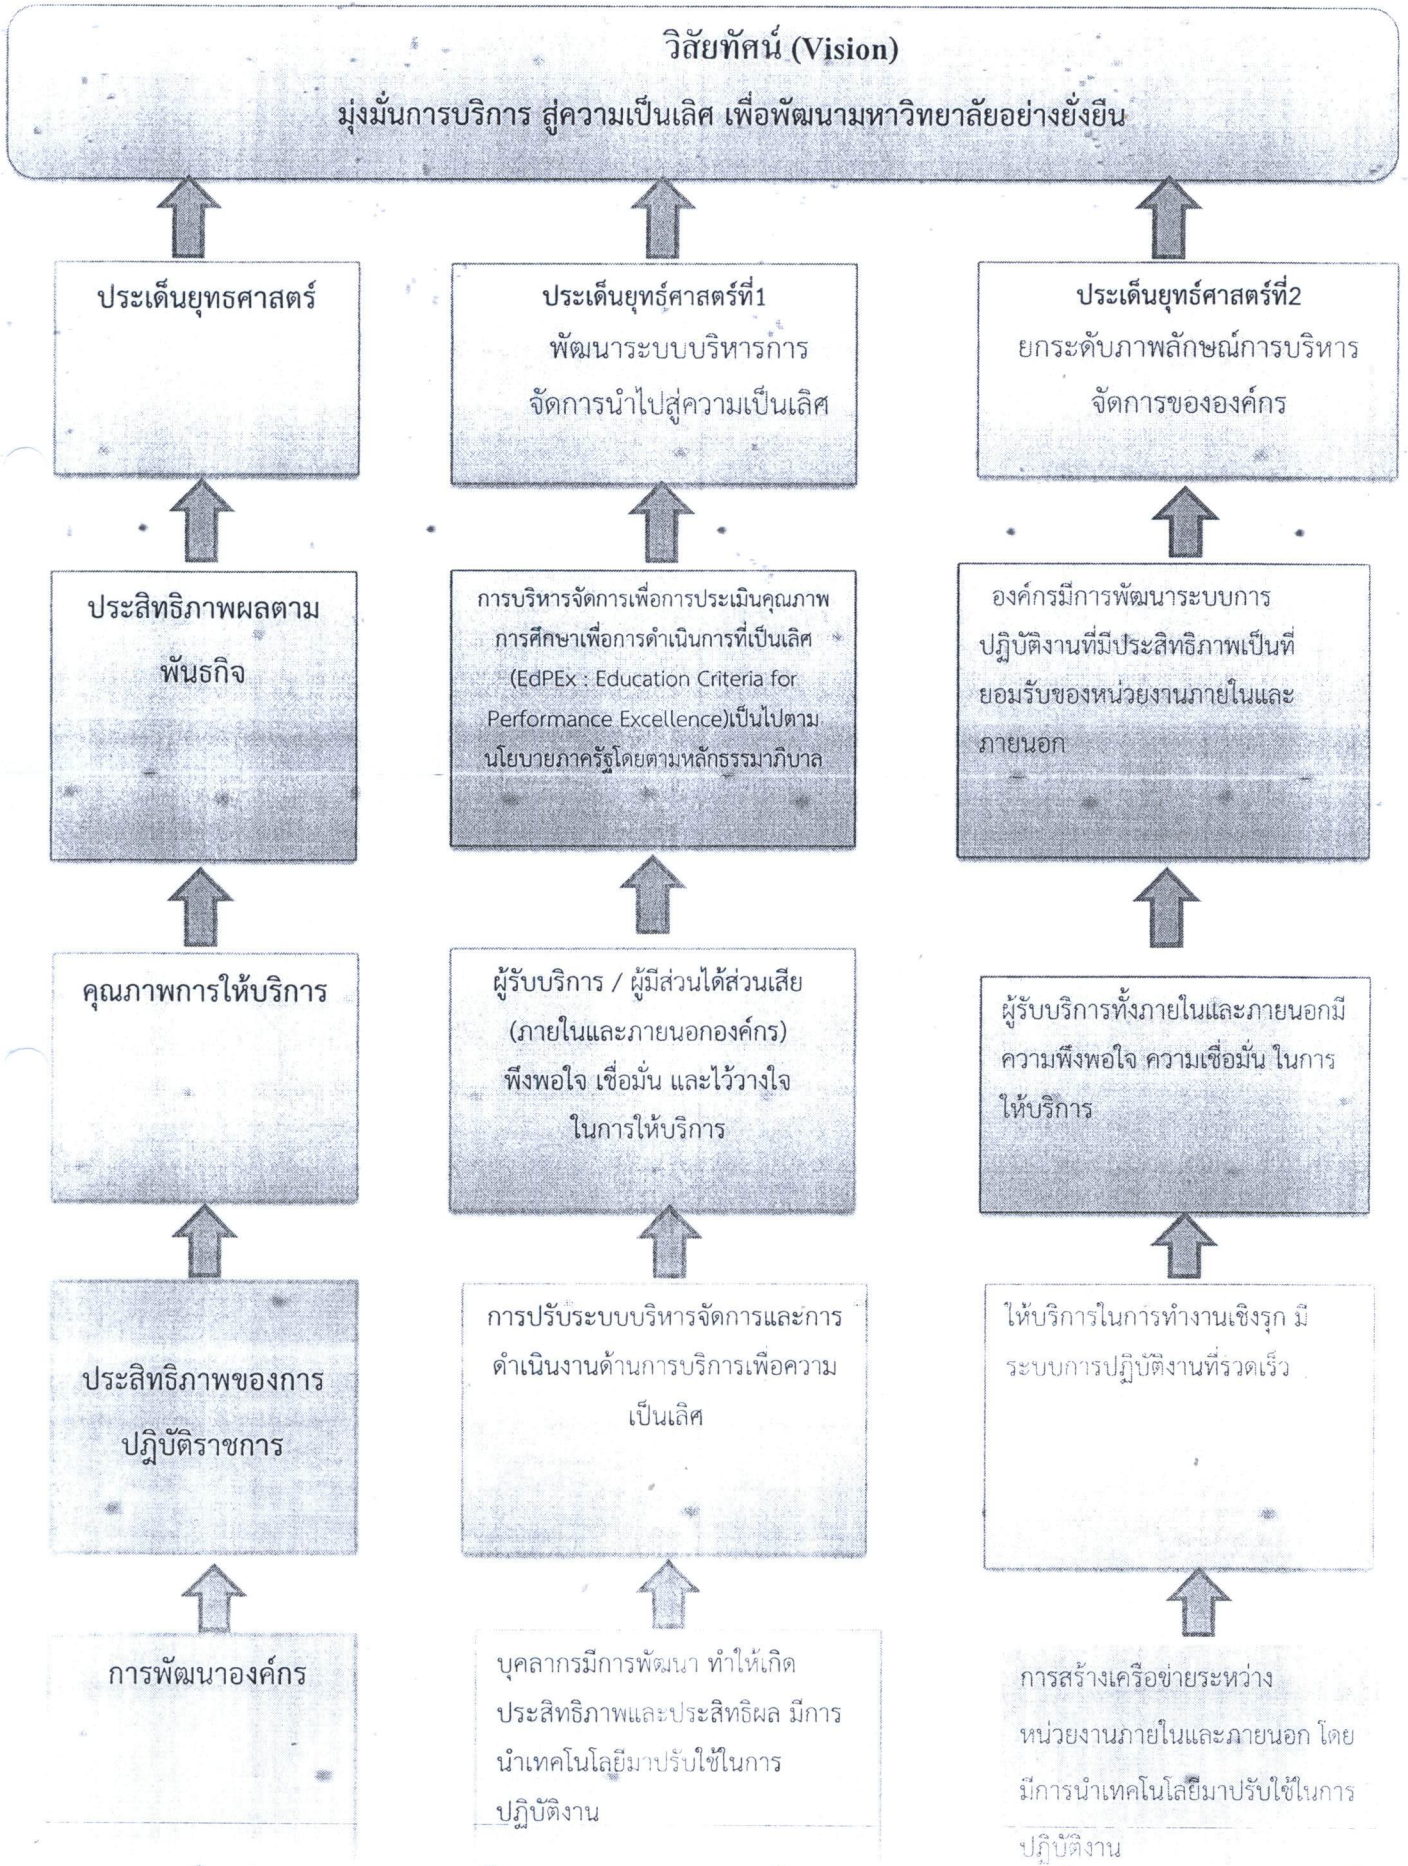 วิสัยทัศน์ (Vision)
มุ่งมั่นการบริการ สู่ความเป็นเลิศ เพื่อพัฒนามหาวิทยาลัยอย่างยั่งยืน
ประเด็นยุทธศาสตร์
ประเด็นยุทธ์ศาสตร์ที่1
พัฒนาระบบบริหารการ
จัดการนำไปสู่ความเป็นเลิศ
ประเด็นยุทธ์ศาสตร์ที่2
ยกระดับภาพลักษณ์การบริหาร
จัดการขององค์กร
ประสิทธิภาพผลตาม
พันธกิจ
การบริหารจัดการเพื่อการประเมินคุณภาพ
การศึกษาเพื่อการดำเนินการที่เป็นเลิศ
(EdPEx : Education Criteria for
Performance Excellence)เป็นไปตาม
นโยบายภาครัฐโดยตามหลักธรรมาภิบาล
องค์กรมีการพัฒนาระบบการ
ปฏิบัติงานที่มีประสิทธิภาพเป็นที่
ยอมรับของหน่วยงานภายในและ
ภายนอก
คุณภาพการให้บริการ
ผู้รับบริการ / ผู้มีส่วนได้ส่วนเสีย
(ภายในและภายนอกองค์กร)
พึงพอใจ เชื่อมั่น และไว้วางใจ
ในการให้บริการ
ผู้รับบริการทั้งภายในและภายนอกมี
ความพึงพอใจ ความเชื่อมั่น ในการ
ให้บริการ
ประสิทธิภาพของการ
ปฎิบัติราชการ
การปรับระบบบริหารจัดการและการ
ดำเนินงานด้านการบริการเพื่อความ
เป็นเลิศ
ให้บริการในการทำงานเชิงรุก มี
ระบบการปฏิบัติงานที่รวดเร็ว
การพัฒนาองค์กร
บุคลากรมีการพัฒนา ทำให้เกิด
ประสิทธิภาพและประสิทธิผล มีการ
นำเทคโนโลยีมาปรับใช้ในการ
ปฏิบัติงาน
การสร้างเครือข่ายระหว่าง
หน่วยงานภายในและภายนอก โดย
มีการนำเทคโนโลยีมาปรับใช้ในการ
ปฏิบัติงาน